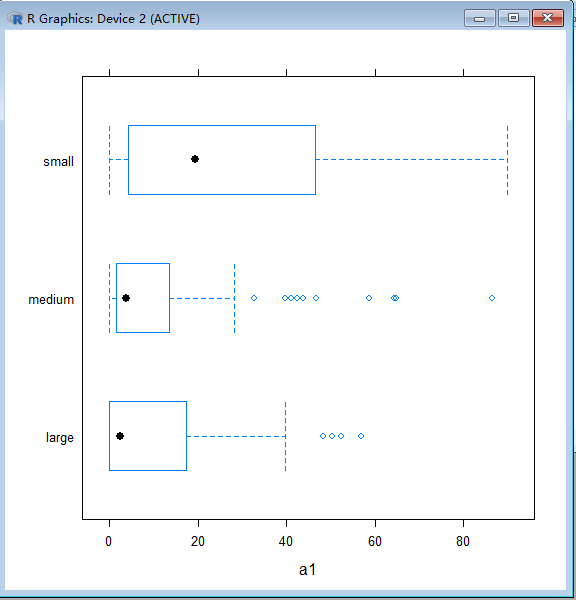 R Graphics: Device 2 (ACTIVE)
small
medium
large
0 20 40 60 80
a1